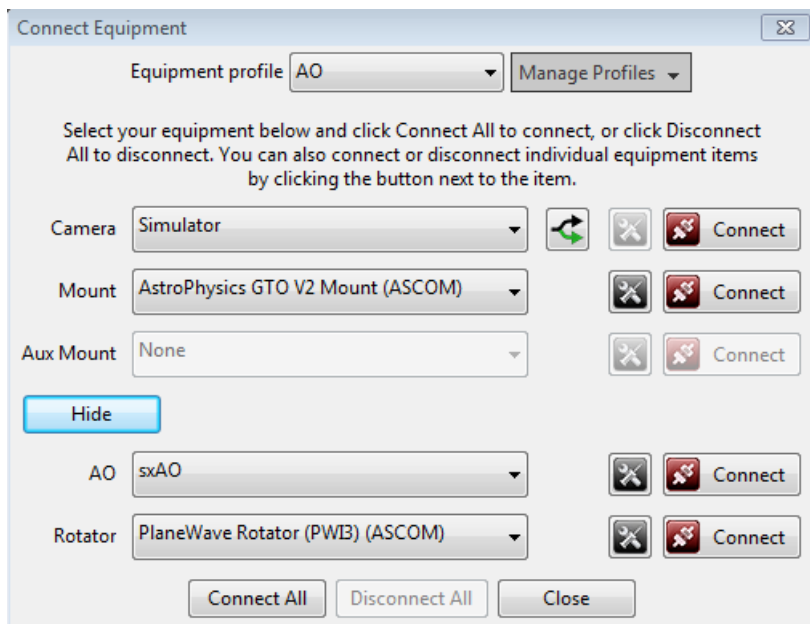 Connect Equipment
Equipment profile AO Manage Profiles
Select your equipment below and click Connect All to connect, or click Disconnect
All to disconnect. You can also connect or disconnect individual equipment items
by clicking the button next to the item.
Camera Simulator Connect
Mount AstroPhysics GTO V2 Mount (ASCOM) Connect
Aux Mount None Connect
Hide
AO sxAO Connect
Rotator PlaneWave Rotator (PWI3) (ASCOM) Connect
Connect All Disconnect All Close